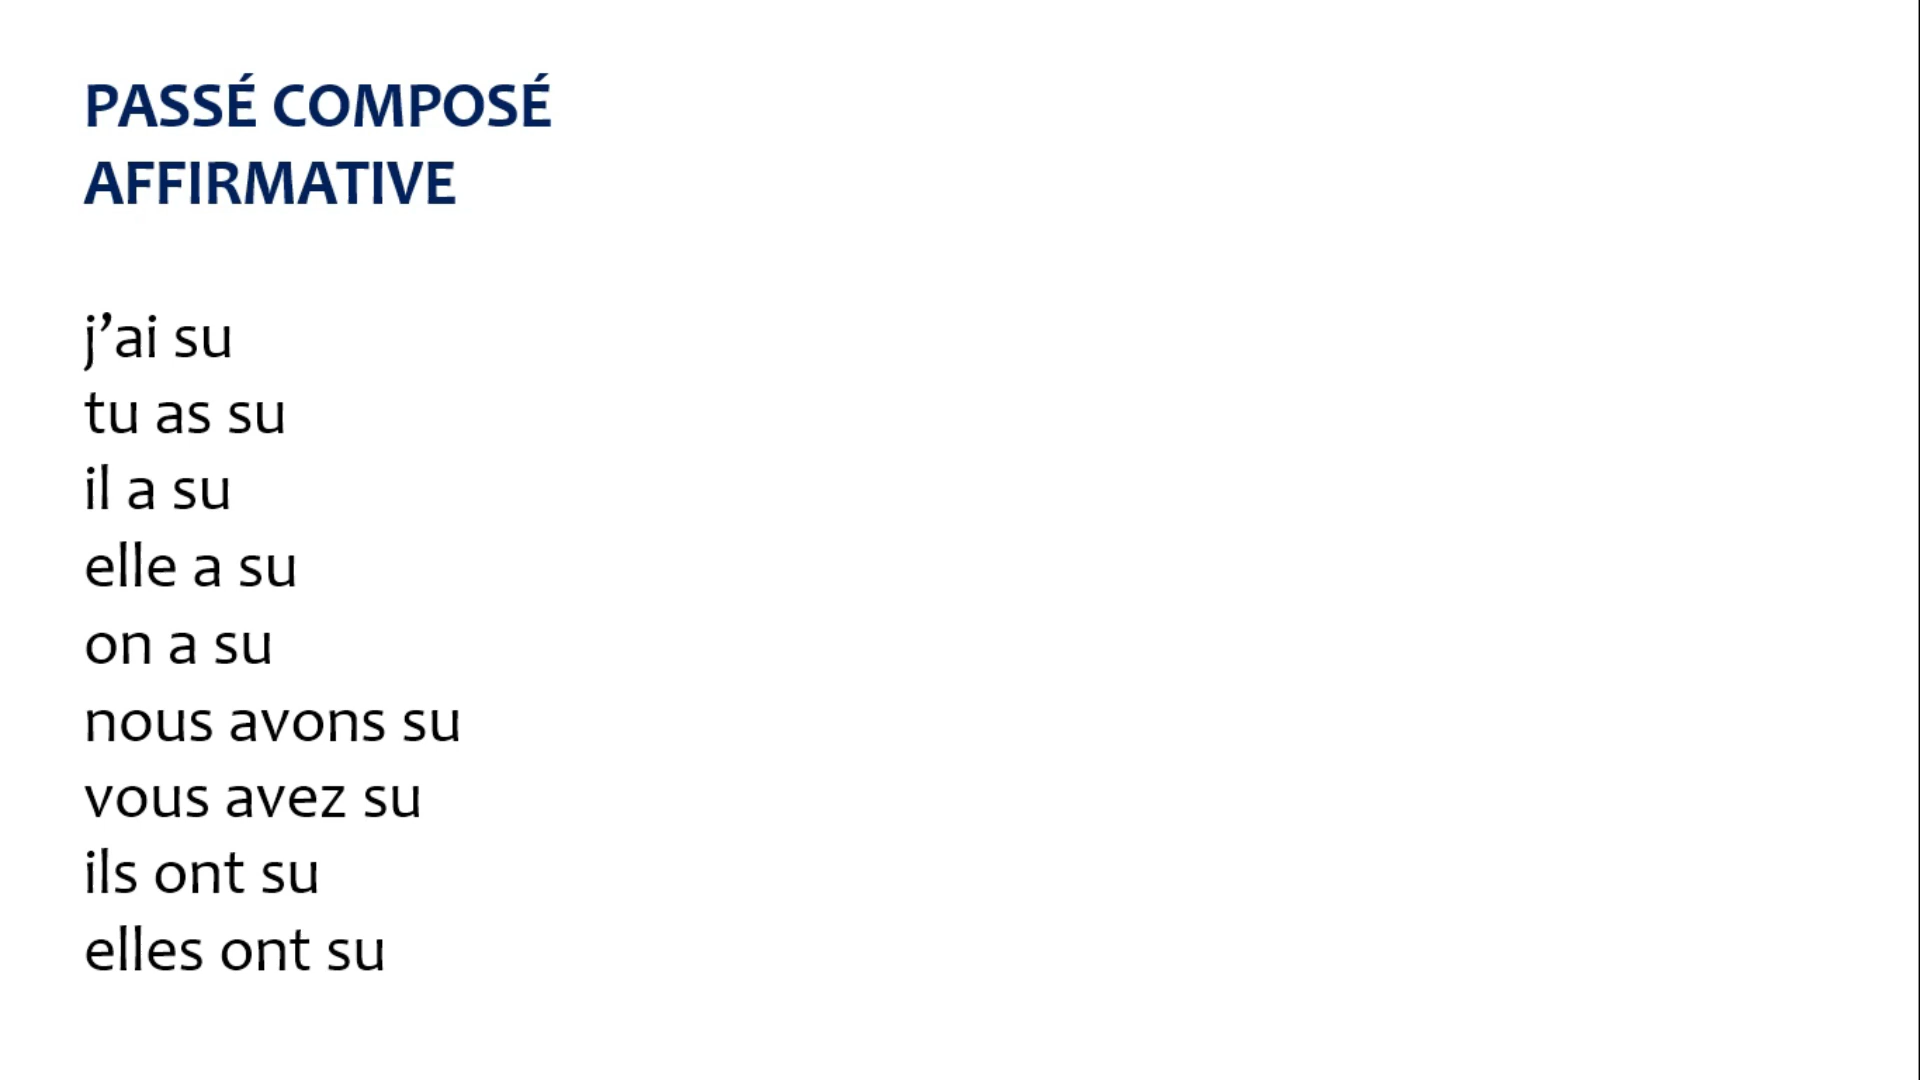 PASSÉ COMPOSÉ
AFFIRMATIVE
j’ai su
tu as su
il a su
elle a su
on a su
nous avons su
vous avez su
ils ont su
elles ont su